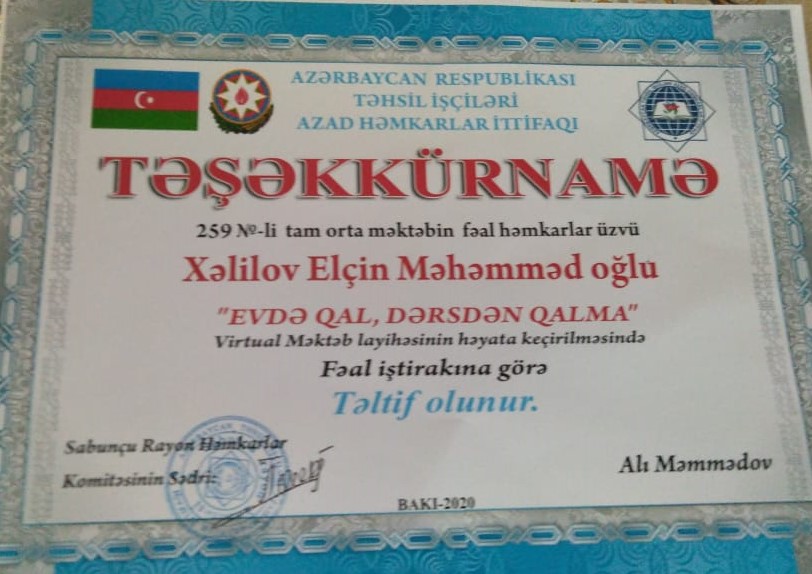 AZƏRBAYCAN RESPUBLİKASI
TƏHSİL İŞÇİLƏRİ
AZAD HƏMKARLAR İTTİFAQI
TƏŞƏKKÜRNAMƏ
259 №-li tam orta məktəbin fəal həmkarlar üzvü
Xəlilov Elçin Məhəmməd oğlu
"EVDƏ QAL, DƏRSDƏN QALMA"
Virtual Məktəb layihəsinin həyata keçirilməsində
Fəal iştirakına görə
Təltif olunur.
Sabunçu Rayon Həmkarlar
Komitəsinin Sədri:
Alı Məmmədov
BAKI-2020